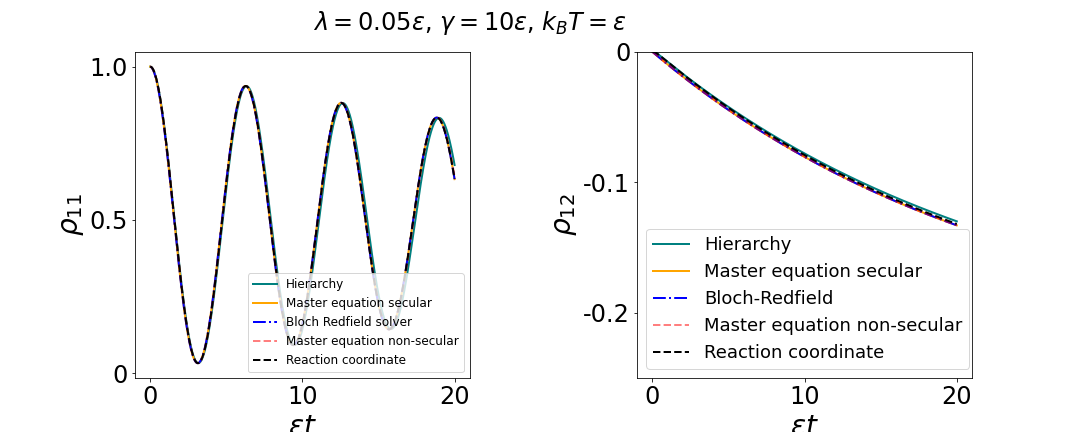 λ = 0.05ε, γ = 10ε, k_BT = ε
1.0
0.5
0
ρ₁₁
0 10 20
εt
Hierarchy
Master equation secular
Bloch Redfield solver
Master equation non-secular
Reaction coordinate
0
-0.1
-0.2
ρ₁₂
0 10 20
εt
Hierarchy
Master equation secular
Bloch-Redfield
Master equation non-secular
Reaction coordinate